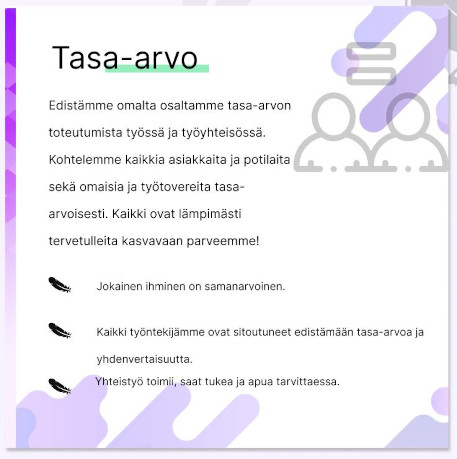 Tasa-arvo
Edistämme omalta osaltamme tasa-arvon
toteutumista työssä ja työyhteisössä.
Kohtelemme kaikkia asiakkaita ja potilaita
sekä omaisia ja työtovereita tasa-
arvoisesti. Kaikki ovat lämpimästi
tervetulleita kasvavaan parveemme!
Jokainen ihminen on samanarvoinen.
Kaikki työntekijämme ovat sitoutuneet edistämään tasa-arvoa ja
yhdenvertaisuutta.
Yhteistyö toimii, saat tukea ja apua tarvittaessa.